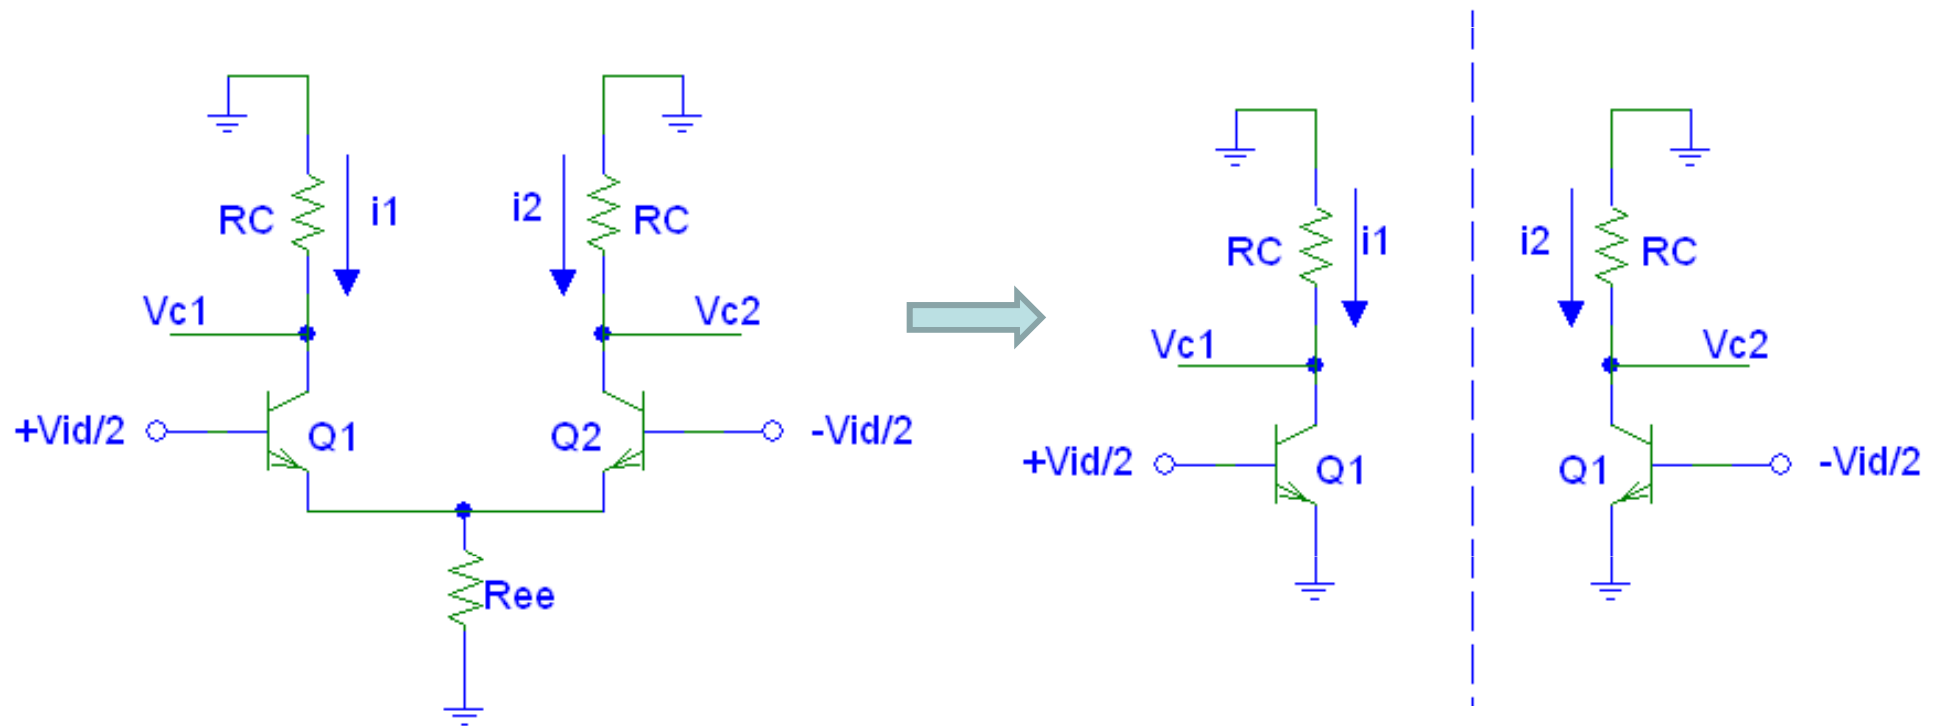 RC
i1
i2
RC
Vc1
Vc2
+Vid/2
Q1
Q2
-Vid/2
Ree
RC
i1
i2
RC
Vc1
Vc2
+Vid/2
Q1
Q1
-Vid/2